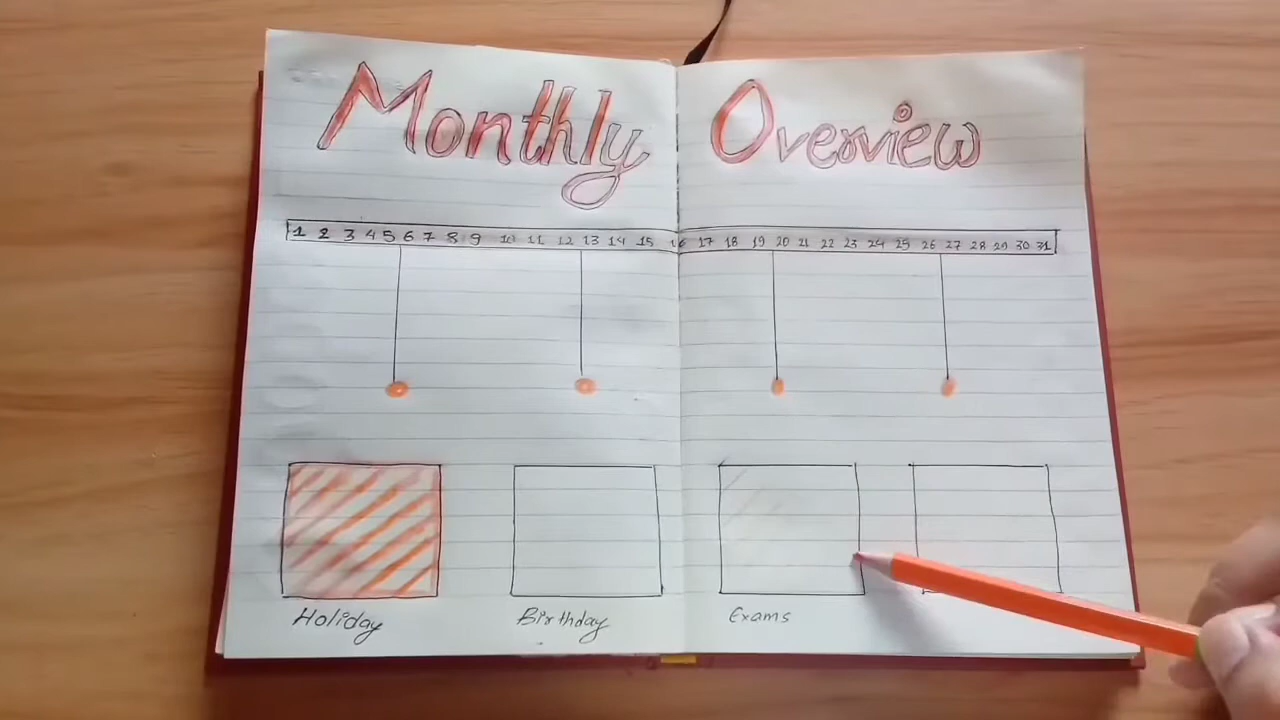 Monthly Overview
1 2 3 4 5 6 7 8 9 10 11 12 13 14 15 16 17 18 19 20 21 22 23 24 25 26 27 28 29 30 31
Holiday Birthday Exams